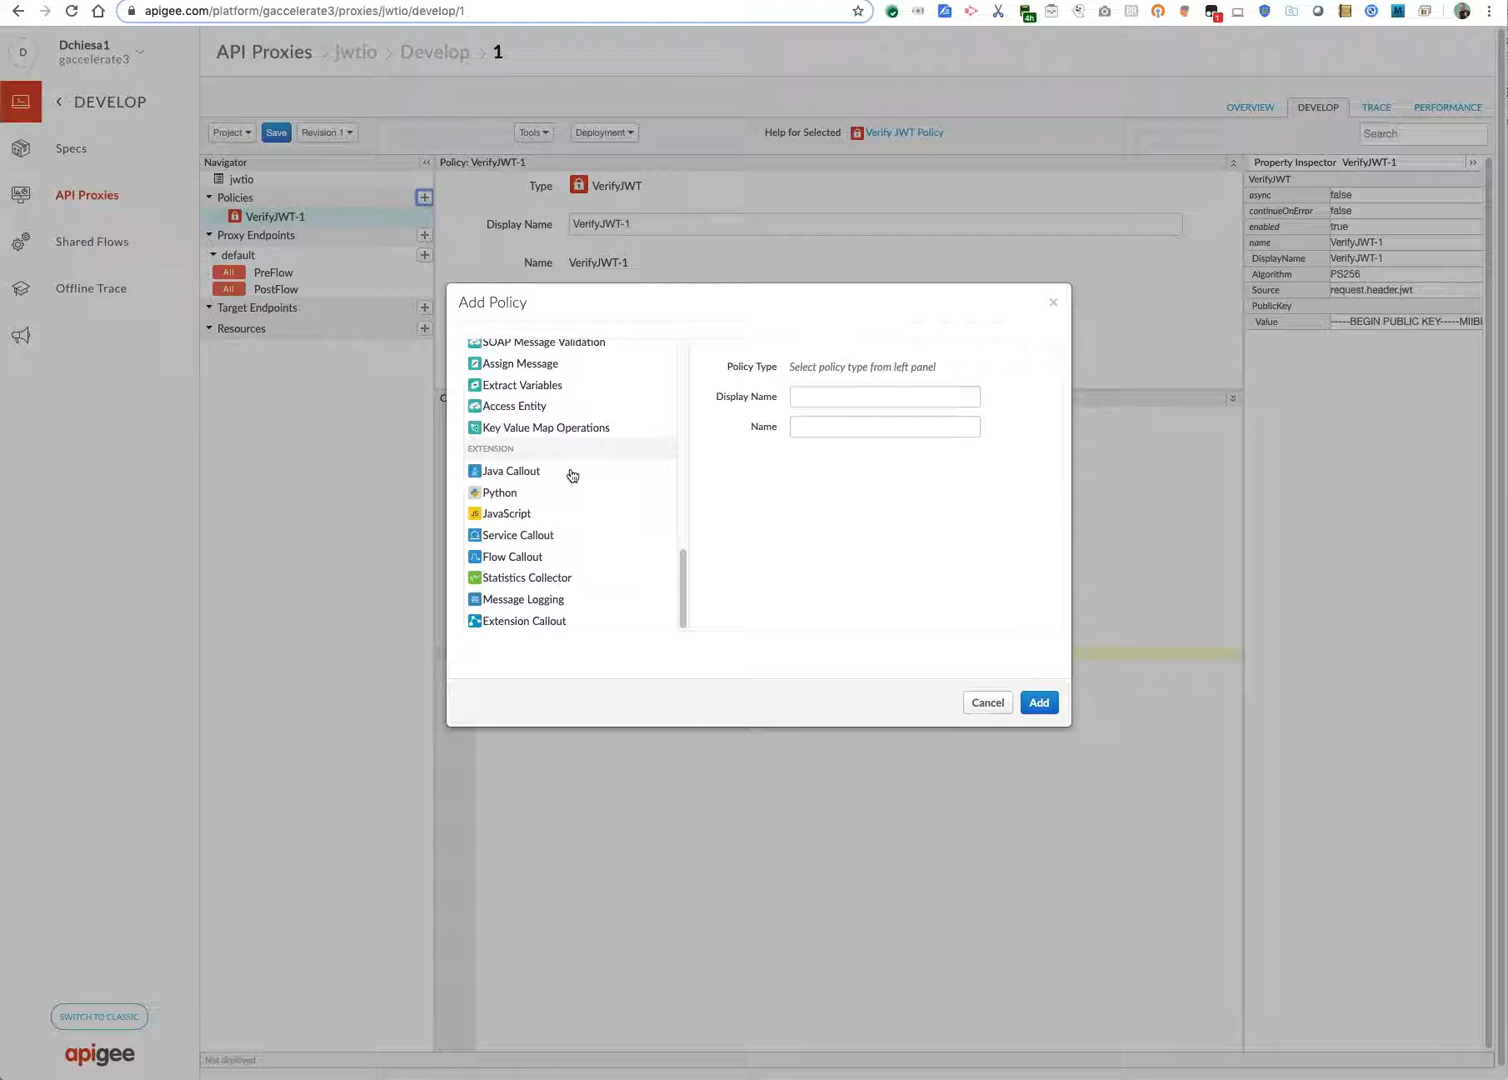 apigee.com/platform/gaccelerate3/proxies/jwtio/develop/1
4h
1
D
Dchiesa1
gaccelerate3
API Proxies
Jwtio
Develop
1
DEVELOP
OVERVIEW
DEVELOP
TRACE
PERFORMANCE
Project
Save
Revision 1
Tools
Deployment
Help for Selected
Verify JWT Policy
Search
Specs
API Proxies
Shared Flows
Offline Trace
Navigator
jwtio
Policies
VerifyJWT-1
Proxy Endpoints
default
All PreFlow
All PostFlow
Target Endpoints
Resources
Policy: VerifyJWT-1
Type VerifyJWT
Display Name VerifyJWT-1
Name VerifyJWT-1
Property Inspector VerifyJWT-1
VerifyJWT
async false
continueOnError false
enabled true
name VerifyJWT-1
DisplayName VerifyJWT-1
Algorithm PS256
Source request.header.jwt
PublicKey
Value -----BEGIN PUBLIC KEY-----MIIBI
Add Policy
SOAP Message Validation
Assign Message
Extract Variables
Access Entity
Key Value Map Operations
EXTENSION
Java Callout
Python
JS JavaScript
Service Callout
Flow Callout
Statistics Collector
Message Logging
Extension Callout
Policy Type Select policy type from left panel
Display Name
Name
Cancel
Add
SWITCH TO CLASSIC
apigee
Not deployed